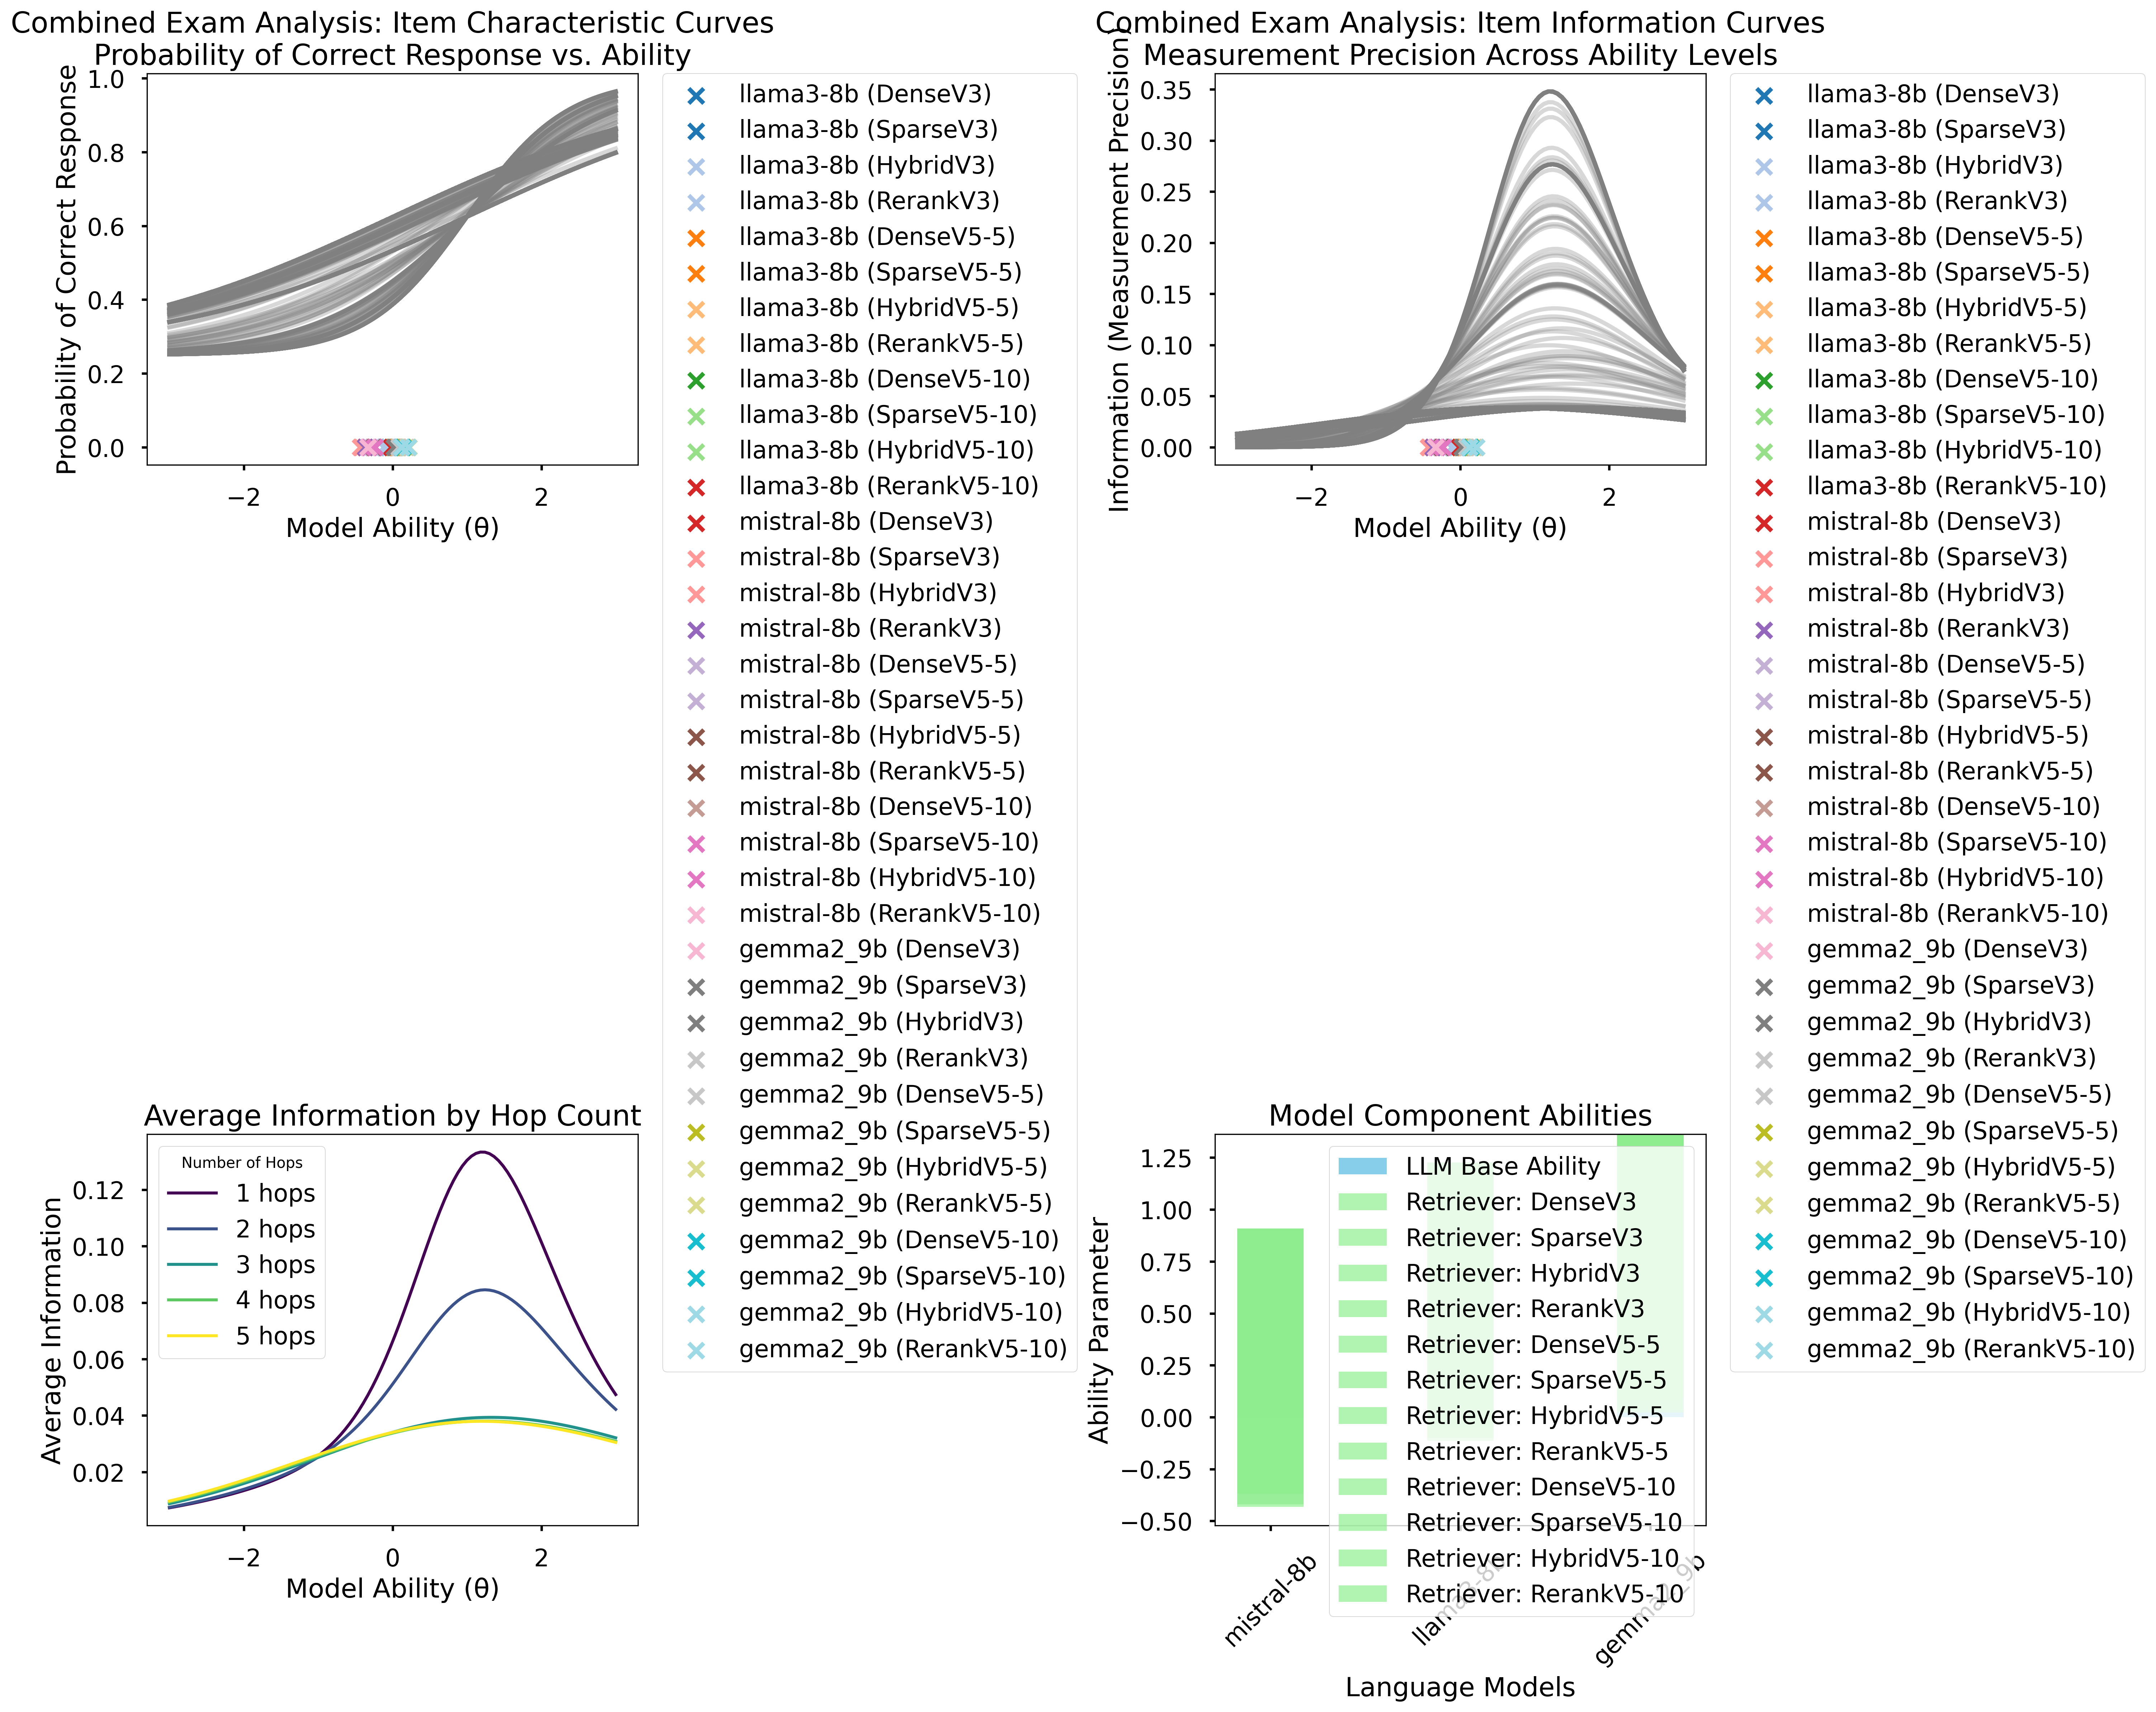 Combined Exam Analysis: Item Characteristic Curves
Probability of Correct Response vs. Ability
Probability of Correct Response
1.0
0.8
0.6
0.4
0.2
0.0
−2
0
2
Model Ability (θ)
llama3-8b (DenseV3)
llama3-8b (SparseV3)
llama3-8b (HybridV3)
llama3-8b (RerankV3)
llama3-8b (DenseV5-5)
llama3-8b (SparseV5-5)
llama3-8b (HybridV5-5)
llama3-8b (RerankV5-5)
llama3-8b (DenseV5-10)
llama3-8b (SparseV5-10)
llama3-8b (HybridV5-10)
llama3-8b (RerankV5-10)
mistral-8b (DenseV3)
mistral-8b (SparseV3)
mistral-8b (HybridV3)
mistral-8b (RerankV3)
mistral-8b (DenseV5-5)
mistral-8b (SparseV5-5)
mistral-8b (HybridV5-5)
mistral-8b (RerankV5-5)
mistral-8b (DenseV5-10)
mistral-8b (SparseV5-10)
mistral-8b (HybridV5-10)
mistral-8b (RerankV5-10)
gemma2_9b (DenseV3)
gemma2_9b (SparseV3)
gemma2_9b (HybridV3)
gemma2_9b (RerankV3)
gemma2_9b (DenseV5-5)
gemma2_9b (SparseV5-5)
gemma2_9b (HybridV5-5)
gemma2_9b (RerankV5-5)
gemma2_9b (DenseV5-10)
gemma2_9b (SparseV5-10)
gemma2_9b (HybridV5-10)
gemma2_9b (RerankV5-10)
Combined Exam Analysis: Item Information Curves
Measurement Precision Across Ability Levels
Information (Measurement Precision)
0.35
0.30
0.25
0.20
0.15
0.10
0.05
0.00
−2
0
2
Model Ability (θ)
llama3-8b (DenseV3)
llama3-8b (SparseV3)
llama3-8b (HybridV3)
llama3-8b (RerankV3)
llama3-8b (DenseV5-5)
llama3-8b (SparseV5-5)
llama3-8b (HybridV5-5)
llama3-8b (RerankV5-5)
llama3-8b (DenseV5-10)
llama3-8b (SparseV5-10)
llama3-8b (HybridV5-10)
llama3-8b (RerankV5-10)
mistral-8b (DenseV3)
mistral-8b (SparseV3)
mistral-8b (HybridV3)
mistral-8b (RerankV3)
mistral-8b (DenseV5-5)
mistral-8b (SparseV5-5)
mistral-8b (HybridV5-5)
mistral-8b (RerankV5-5)
mistral-8b (DenseV5-10)
mistral-8b (SparseV5-10)
mistral-8b (HybridV5-10)
mistral-8b (RerankV5-10)
gemma2_9b (DenseV3)
gemma2_9b (SparseV3)
gemma2_9b (HybridV3)
gemma2_9b (RerankV3)
gemma2_9b (DenseV5-5)
gemma2_9b (SparseV5-5)
gemma2_9b (HybridV5-5)
gemma2_9b (RerankV5-5)
gemma2_9b (DenseV5-10)
gemma2_9b (SparseV5-10)
gemma2_9b (HybridV5-10)
gemma2_9b (RerankV5-10)
Average Information by Hop Count
Average Information
0.12
0.10
0.08
0.06
0.04
0.02
Number of Hops
1 hops
2 hops
3 hops
4 hops
5 hops
−2
0
2
Model Ability (θ)
Model Component Abilities
Ability Parameter
1.25
1.00
0.75
0.50
0.25
0.00
−0.25
−0.50
LLM Base Ability
Retriever: DenseV3
Retriever: SparseV3
Retriever: HybridV3
Retriever: RerankV3
Retriever: DenseV5-5
Retriever: SparseV5-5
Retriever: HybridV5-5
Retriever: RerankV5-5
Retriever: DenseV5-10
Retriever: SparseV5-10
Retriever: HybridV5-10
Retriever: RerankV5-10
mistral-8b
llama3-8b
gemma2_9b
Language Models